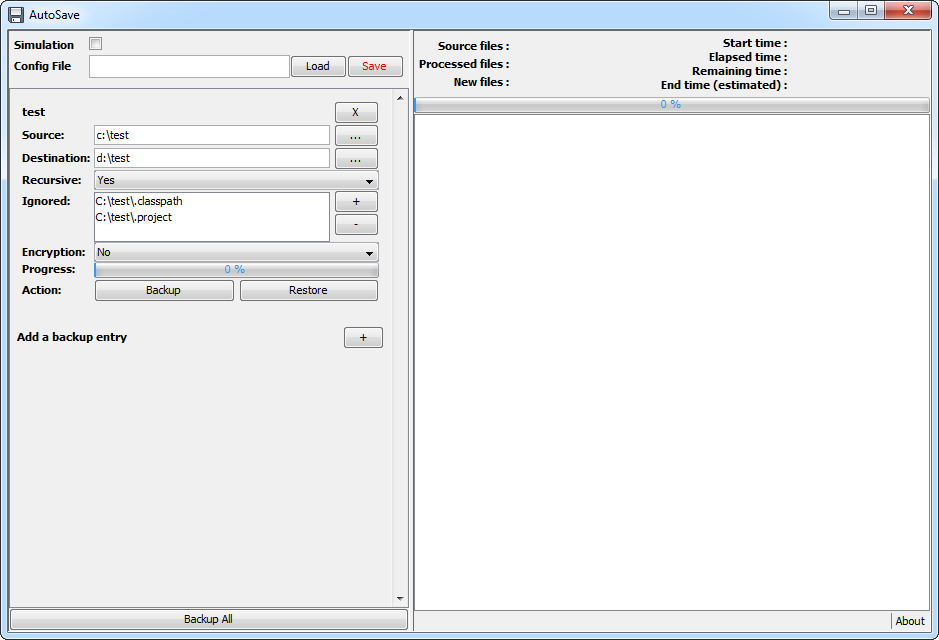 AutoSave
Simulation
Config File Load Save
test X
Source: c:\test ...
Destination: d:\test ...
Recursive: Yes
Ignored: C:\test\.classpath +
C:\test\.project -
Encryption: No
Progress: 0 %
Action: Backup Restore
Add a backup entry +
Backup All
Source files :
Processed files :
New files :
Start time :
Elapsed time :
Remaining time :
End time (estimated) :
0 %
About